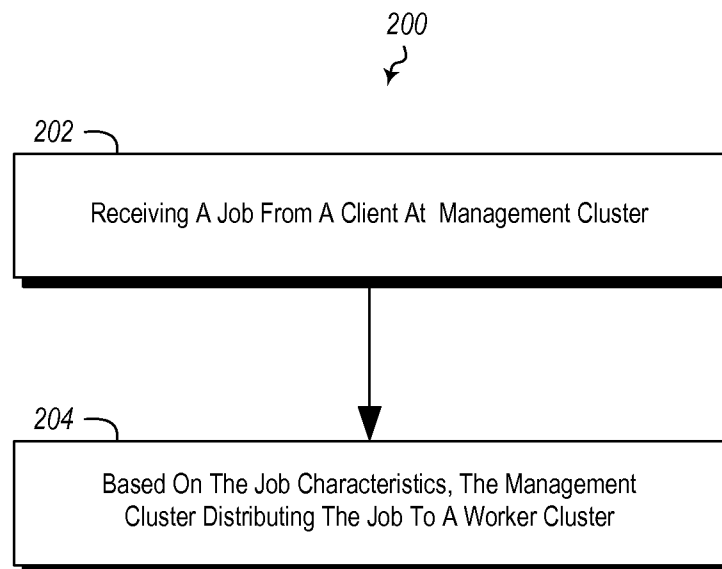 200
202
Receiving A Job From A Client At Management Cluster
204
Based On The Job Characteristics, The Management
Cluster Distributing The Job To A Worker Cluster